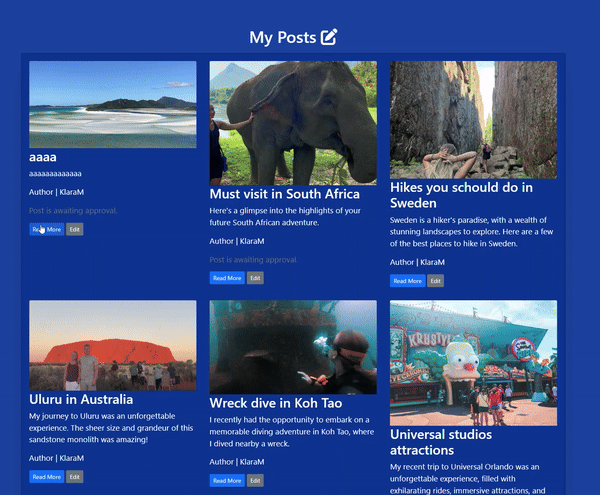 My Posts
aaaa
aaaaaaaaaaaaa
Author | KlaraM
Post is awaiting approval.
Read More Edit
Must visit in South Africa
Here's a glimpse into the highlights of your
future South African adventure.
Author | KlaraM
Post is awaiting approval.
Read More Edit
Hikes you schould do in
Sweden
Sweden is a hiker's paradise, with a wealth of
stunning landscapes to explore. Here are a few
of the best places to hike in Sweden.
Author | KlaraM
Read More Edit
Uluru in Australia
My journey to Uluru was an unforgettable
experience. The sheer size and grandeur of this
sandstone monolith was amazing!
Author | KlaraM
Read More Edit
Wreck dive in Koh Tao
I recently had the opportunity to embark on a
memorable diving adventure in Koh Tao, where
I dived nearby a wreck.
Author | KlaraM
Read More Edit
KRUSTYLAND
Universal studios
attractions
My recent trip to Universal Orlando was an
unforgettable experience, filled with
exhilarating rides, immersive attractions, and